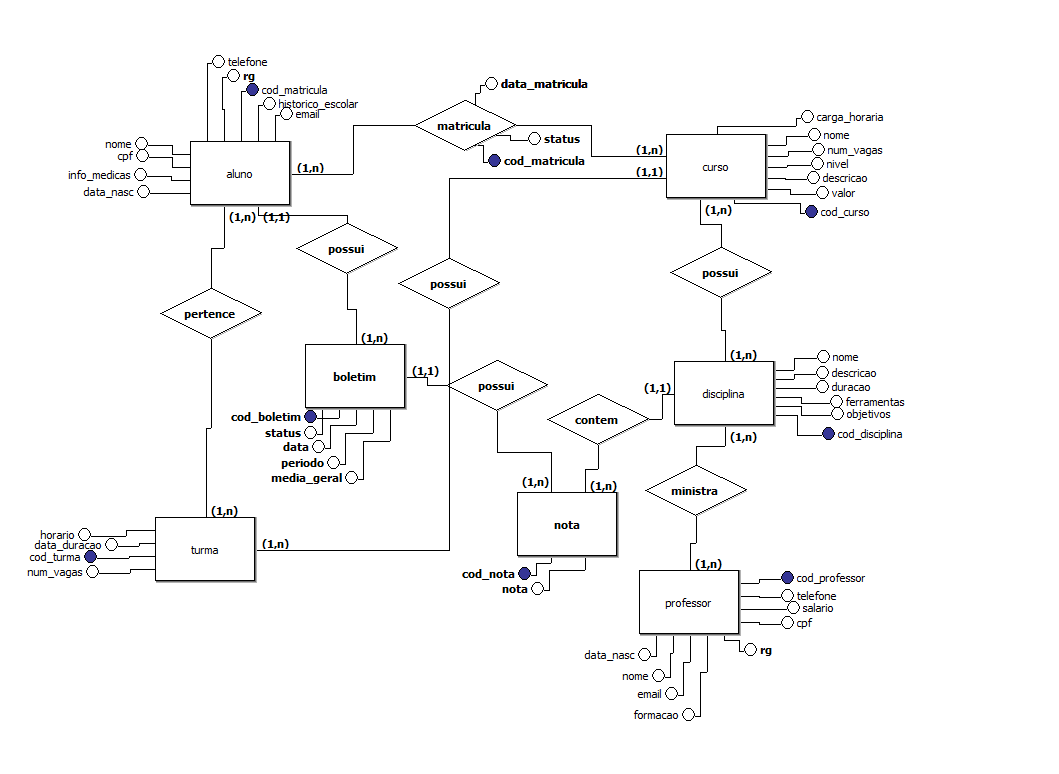 telefone
rg
cod_matricula
historico_escolar
email
nome
cpf
info_medicas
data_nasc
aluno
(1,n)
(1,n)
(1,1)
data_matricula
matricula
status
cod_matricula
(1,n)
(1,1)
curso
carga_horaria
nome
num_vagas
nivel
descricao
valor
cod_curso
(1,n)
possui
possui
possui
pertence
(1,n)
boletim
(1,1)
cod_boletim
status
data
periodo
media_geral
possui
contem
(1,n)
(1,1)
disciplina
nome
descricao
duracao
ferramentas
objetivos
cod_disciplina
(1,n)
ministra
(1,n)
(1,n)
nota
cod_nota
nota
(1,n)
turma
(1,n)
horario
data_duracao
cod_turma
num_vagas
(1,n)
professor
cod_professor
telefone
salario
cpf
rg
data_nasc
nome
email
formacao